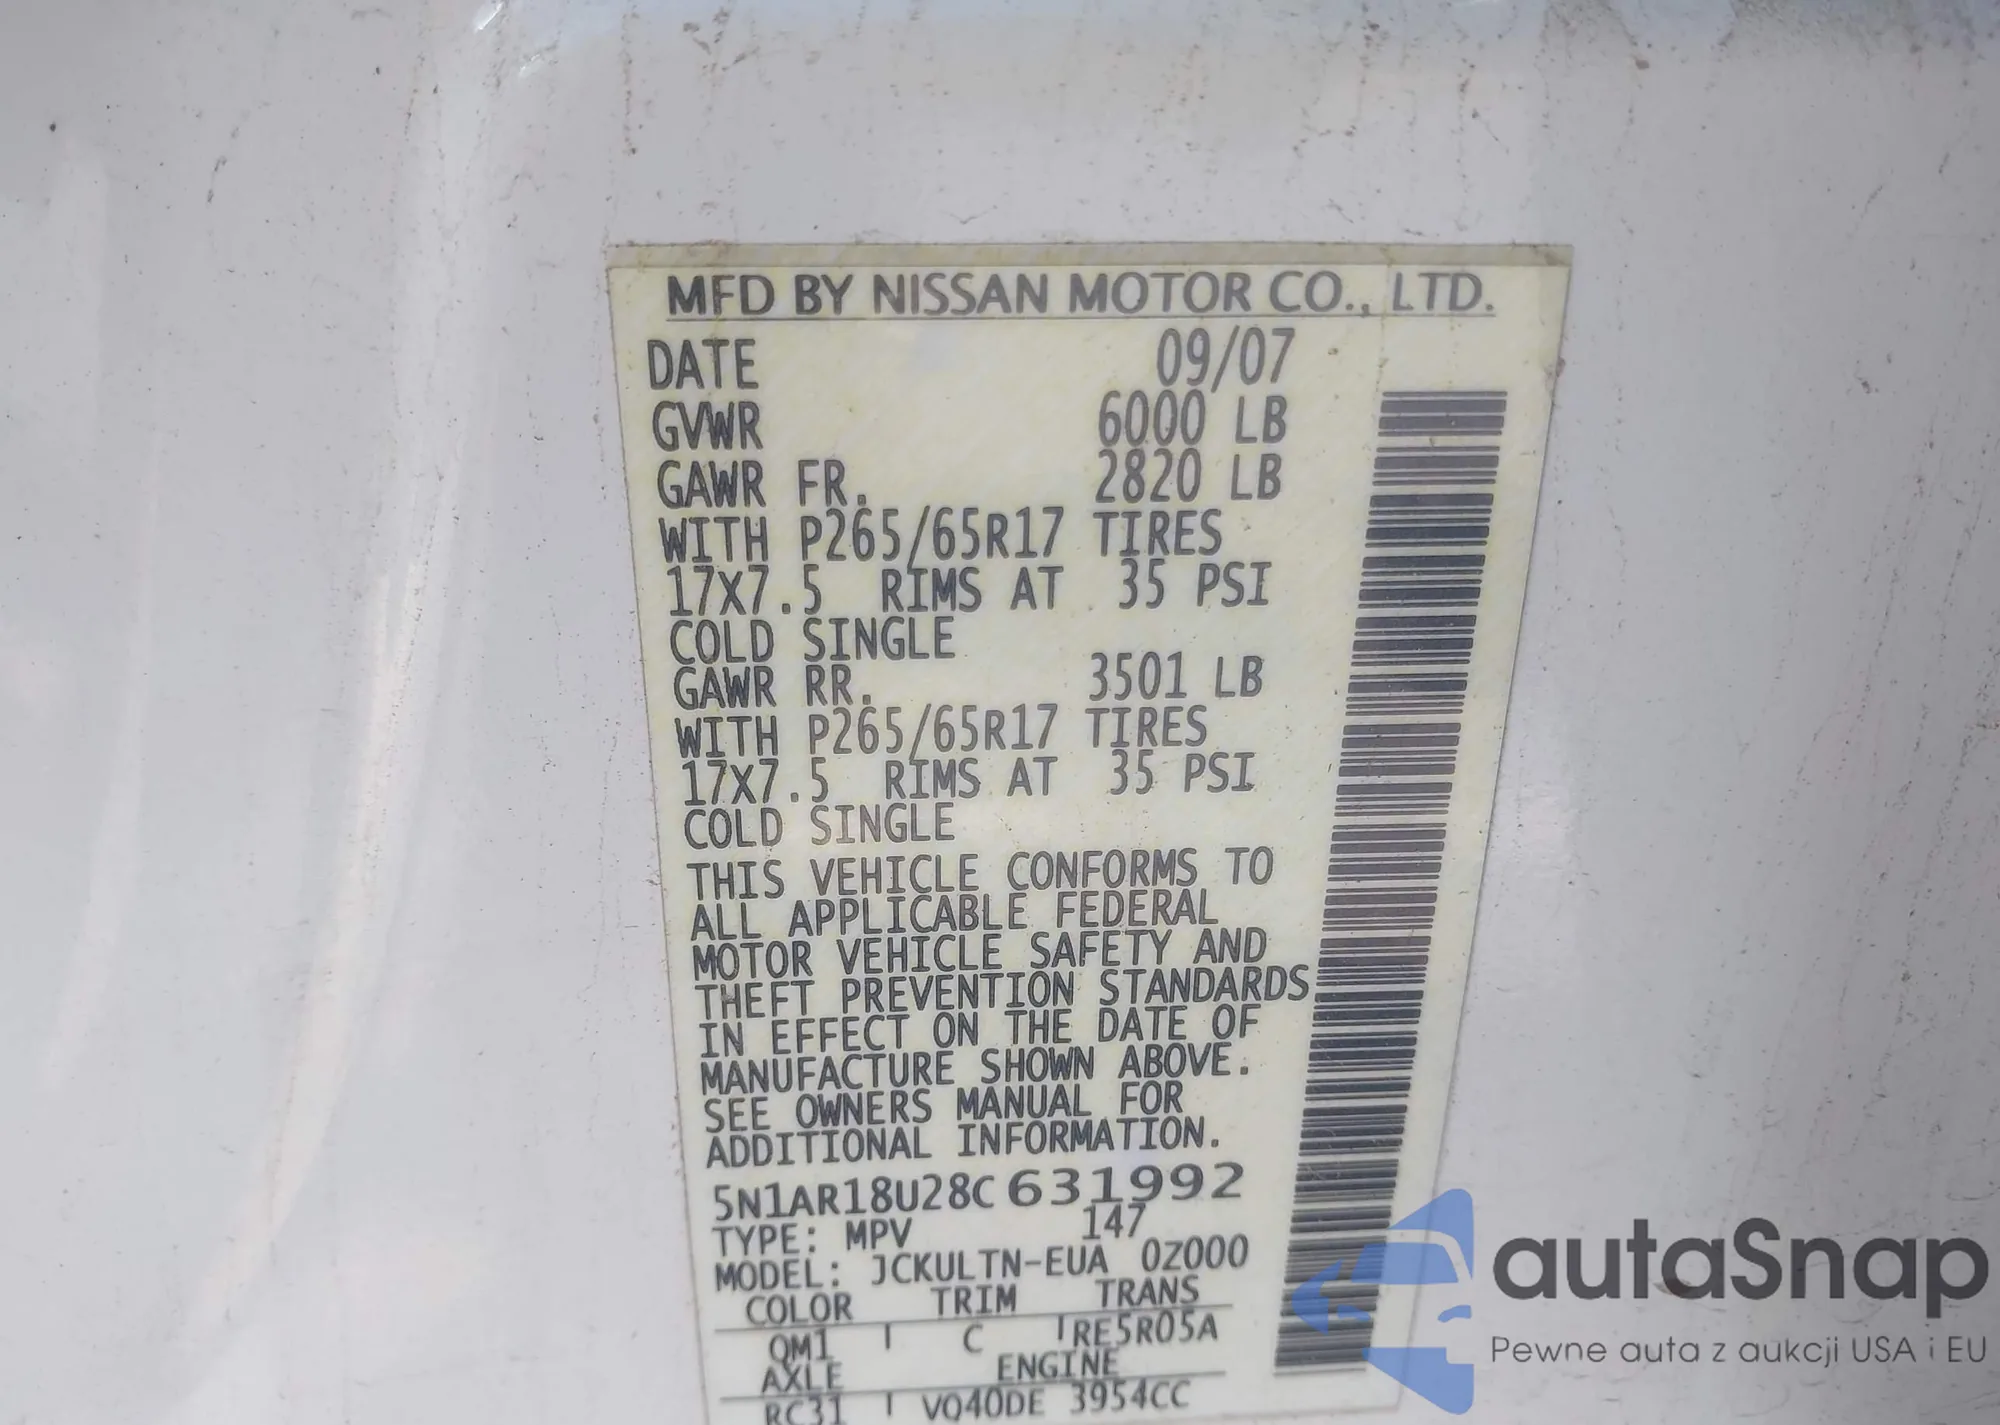 MFD BY NISSAN MOTOR CO., LTD.
DATE 09/07
GVWR 6000 LB
GAWR FR. 2820 LB
WITH P265/65R17 TIRES
17X7.5 RIMS AT 35 PSI
COLD SINGLE
GAWR RR. 3501 LB
WITH P265/65R17 TIRES
17X7.5 RIMS AT 35 PSI
COLD SINGLE
THIS VEHICLE CONFORMS TO
ALL APPLICABLE FEDERAL
MOTOR VEHICLE SAFETY AND
THEFT PREVENTION STANDARDS
IN EFFECT ON THE DATE OF
MANUFACTURE SHOWN ABOVE.
SEE OWNERS MANUAL FOR
ADDITIONAL INFORMATION.
5N1AR18U28C631992
TYPE: MPV 147
MODEL: JCKULTN-EUA 0Z000
COLOR TRIM TRANS
QM1 C RE5R05A
AXLE ENGINE
RC31 VQ40DE 3954CC
autaSnap
Pewne auta z aukcji USA i EU